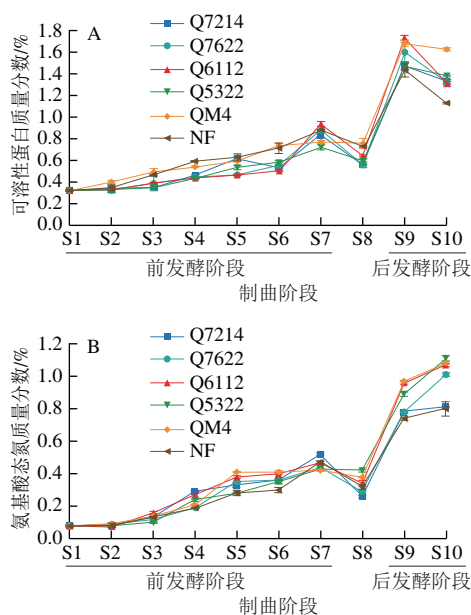 A
可溶性蛋白质量分数/%
1.8
1.6
1.4
1.2
1.0
0.8
0.6
0.4
0.2
0.0
Q7214
Q7622
Q6112
Q5322
QM4
NF
S1 S2 S3 S4 S5 S6 S7 S8 S9 S10
前发酵阶段 后发酵阶段
制曲阶段
B
氨基酸态氮质量分数/%
1.2
1.0
0.8
0.6
0.4
0.2
0.0
Q7214
Q7622
Q6112
Q5322
QM4
NF
S1 S2 S3 S4 S5 S6 S7 S8 S9 S10
前发酵阶段 后发酵阶段
制曲阶段